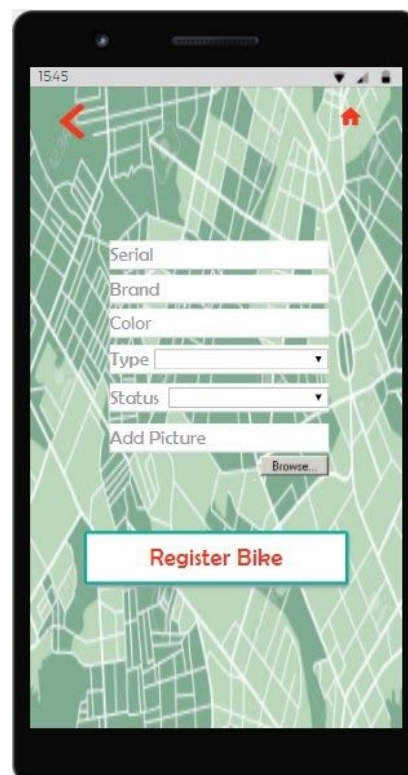 15:45
Serial
Brand
Color
Type
Status
Add Picture
Browse...
Register Bike